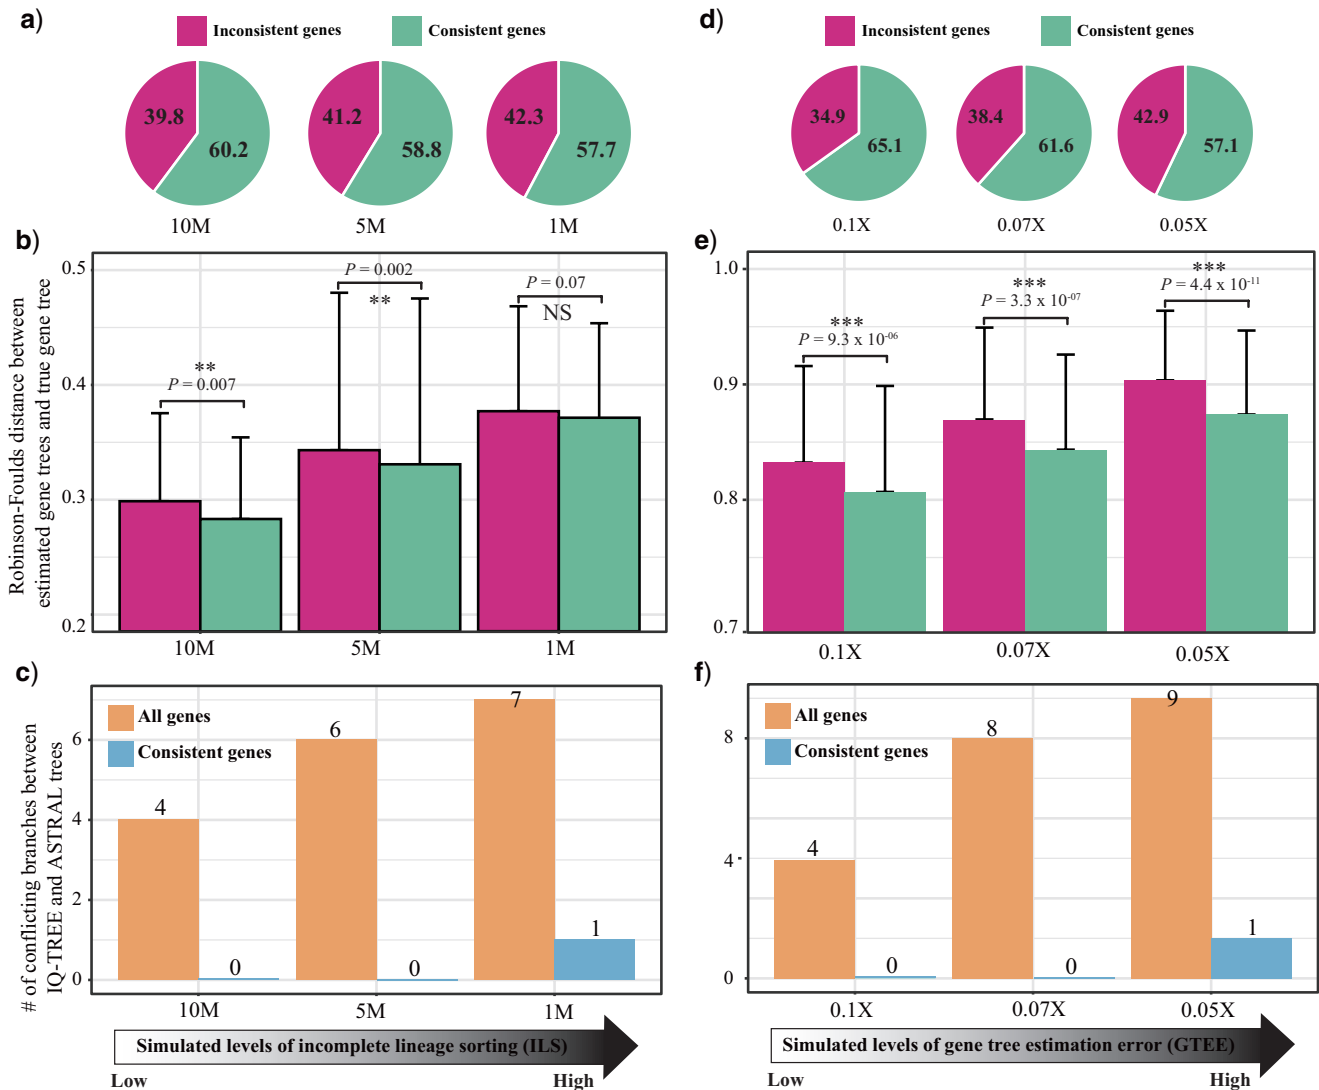 a)
Inconsistent genes
Consistent genes
39.8
60.2
41.2
58.8
42.3
57.7
10M
5M
1M
b)
Robinson-Foulds distance between
estimated gene trees and true gene tree
0.5
0.4
0.3
0.2
**
P = 0.007
P = 0.002
**
P = 0.07
NS
10M
5M
1M
c)
# of conflicting branches between
IQ-TREE and ASTRAL trees
All genes
Consistent genes
6
4
2
0
4
0
6
0
7
1
10M
5M
1M
Simulated levels of incomplete lineage sorting (ILS)
Low
High
d)
Inconsistent genes
Consistent genes
34.9
65.1
38.4
61.6
42.9
57.1
0.1X
0.07X
0.05X
e)
1.0
0.9
0.8
0.7
***
P = 9.3 x 10-06
***
P = 3.3 x 10-07
***
P = 4.4 x 10-11
0.1X
0.07X
0.05X
f)
All genes
Consistent genes
8
4
0
4
0
8
0
9
1
0.1X
0.07X
0.05X
Simulated levels of gene tree estimation error (GTEE)
Low
High